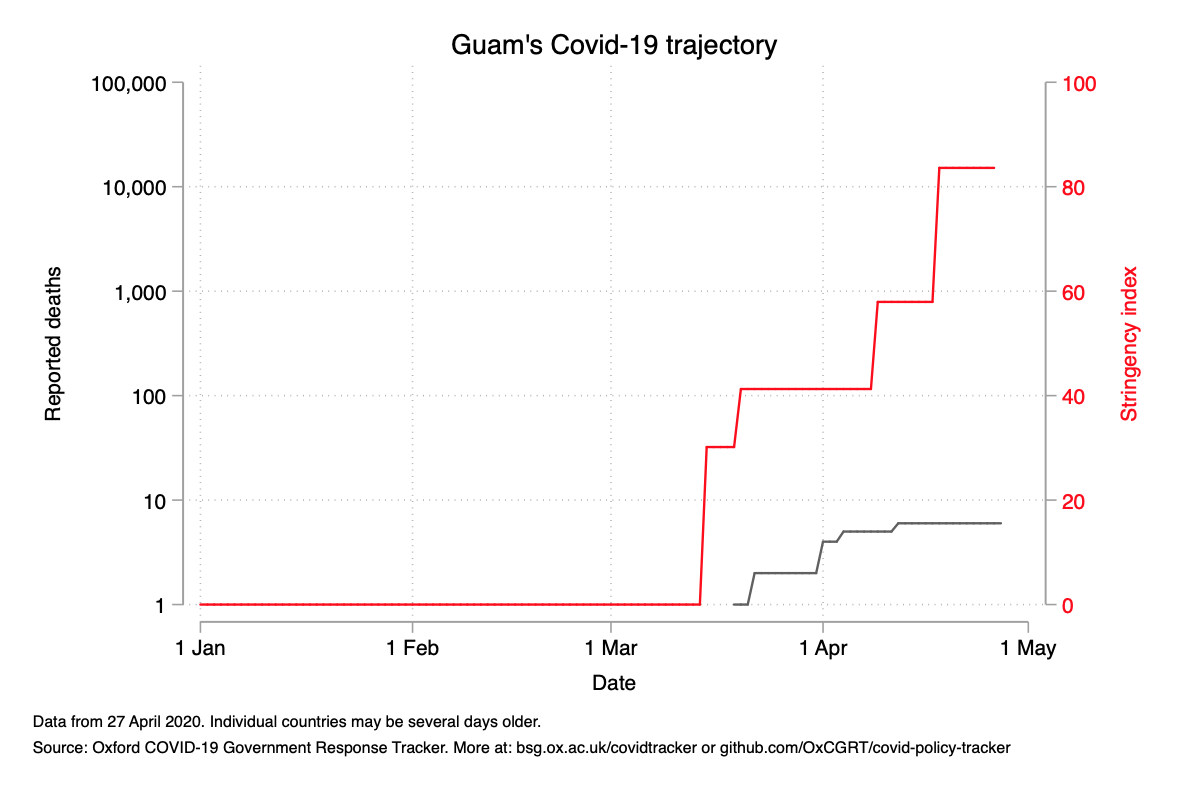 Guam's Covid-19 trajectory
100,000
10,000
1,000
100
10
1
Reported deaths
100
80
60
40
20
0
Stringency index
1 Jan
1 Feb
1 Mar
1 Apr
1 May
Date
Data from 27 April 2020. Individual countries may be several days older.
Source: Oxford COVID-19 Government Response Tracker. More at: bsg.ox.ac.uk/covidtracker or github.com/OxCGRT/covid-policy-tracker